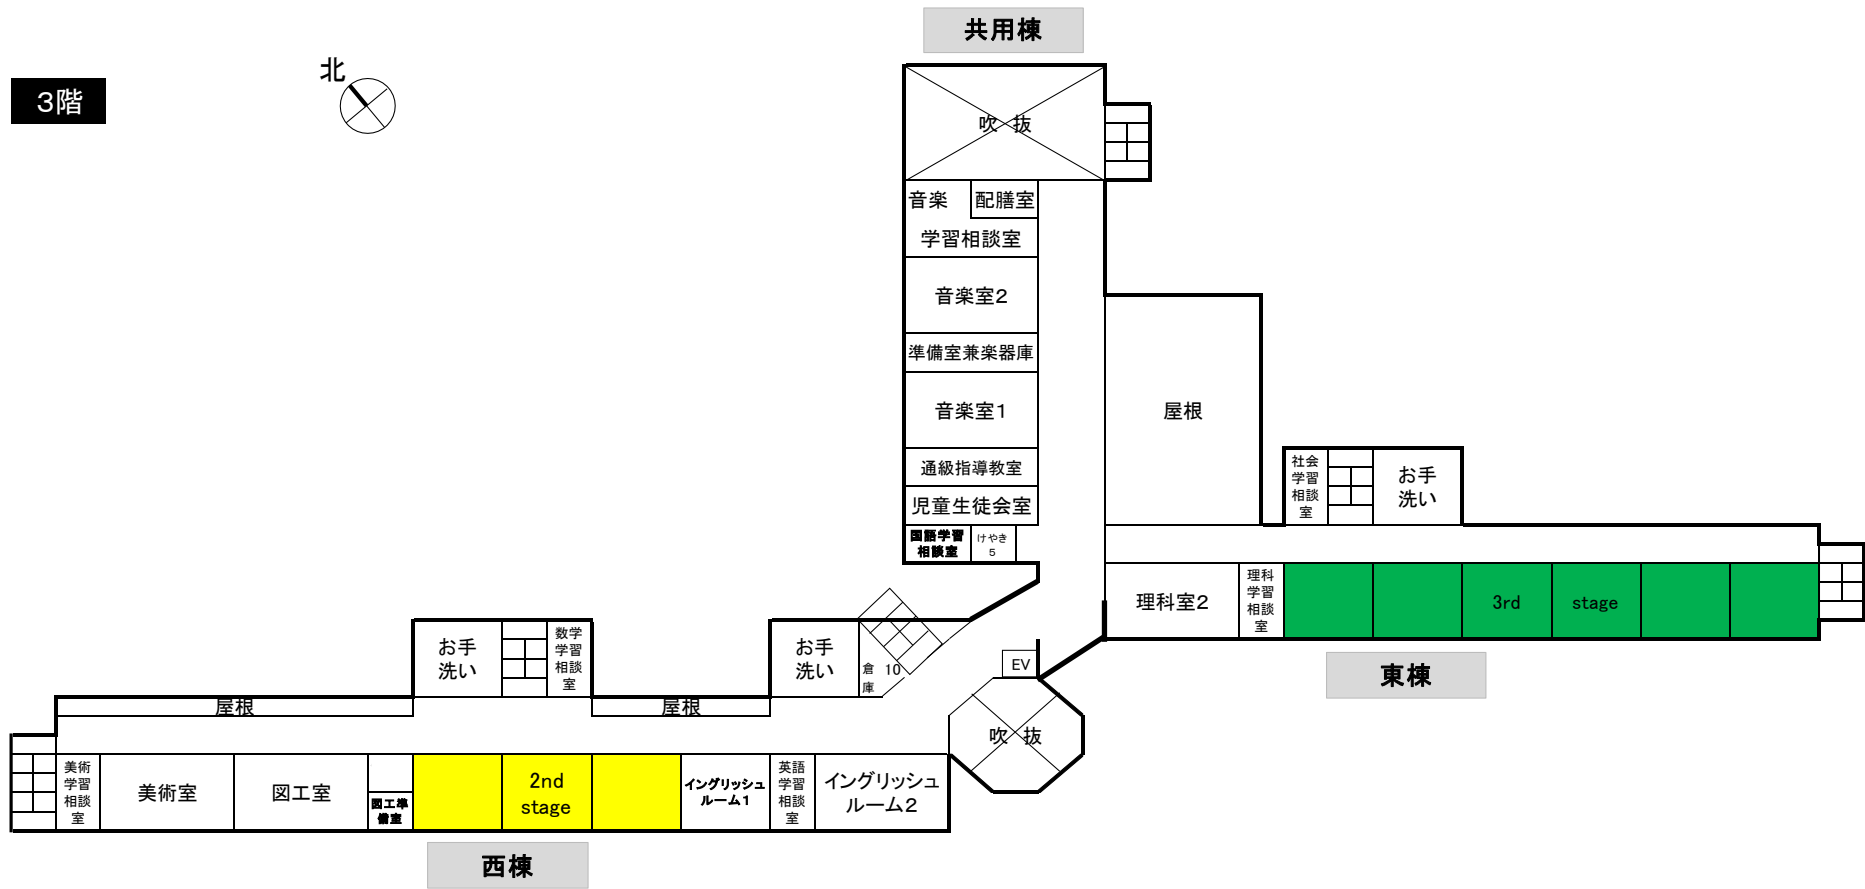 共用棟
3階
北
吹 抜
音楽
配膳室
学習相談室
音楽室2
準備室兼楽器庫
音楽室1
通級指導教室
児童生徒会室
国語学習
相談室
けやき
5
屋根
社会
学習
相談
室
お手
洗い
理科室2
理科
学習
相談
室
3rd
stage
東棟
お手
洗い
数学
学習
相談
室
お手
洗い
倉
庫
10
EV
吹 抜
屋根
屋根
美術
学習
相談
室
美術室
図工室
図工準
備室
2nd
stage
イングリッシュ
ルーム1
英語
学習
相談
室
イングリッシュ
ルーム2
西棟